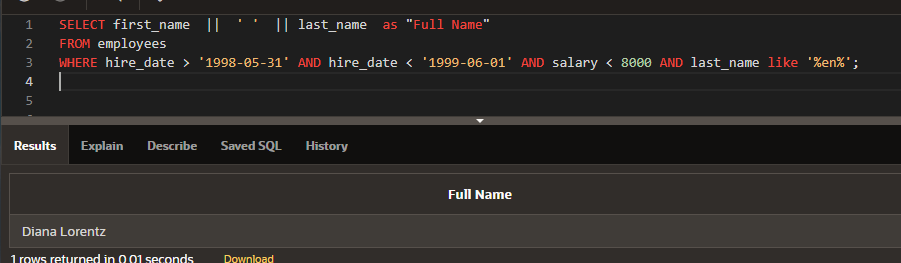 1 SELECT first_name || ' ' || last_name as "Full Name"
2 FROM employees
3 WHERE hire_date > '1998-05-31' AND hire_date < '1999-06-01' AND salary < 8000 AND last_name like '%en%';
4
5
Results Explain Describe Saved SQL History
Full Name
Diana Lorentz
1 rows returned in 0.01 seconds Download